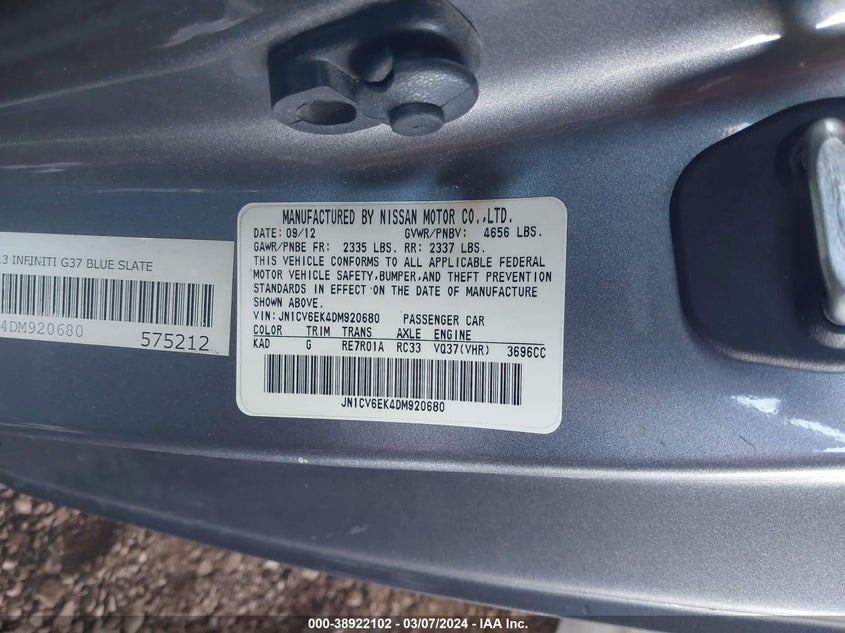 MANUFACTURED BY NISSAN MOTOR CO.,LTD.
DATE: 09/12 GVWR/PNBV: 4656 LBS.
GAWR/PNBE FR: 2335 LBS. RR: 2337 LBS.
THIS VEHICLE CONFORMS TO ALL APPLICABLE FEDERAL
MOTOR VEHICLE SAFETY,BUMPER,AND THEFT PREVENTION
STANDARDS IN EFFECT ON THE DATE OF MANUFACTURE
SHOWN ABOVE.
VIN: JN1CV6EK4DM920680 PASSENGER CAR
COLOR TRIM TRANS AXLE ENGINE
KAD G RE7R01A RC33 VQ37(VHR) 3696CC
JN1CV6EK4DM920680
13 INFINITI G37 BLUE SLATE
4DM920680
575212
000-38922102 - 03/07/2024 - IAAI.com